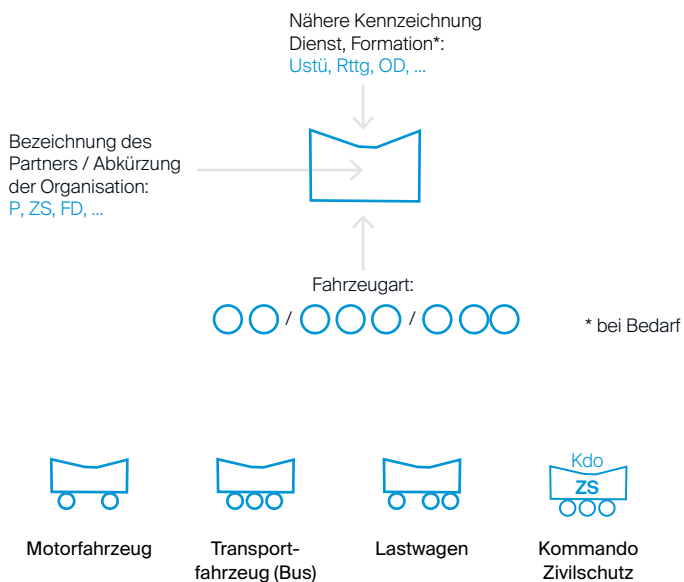 Nähere Kennzeichnung
Dienst, Formation*:
Ustü, Rttg, OD, ...
Bezeichnung des
Partners / Abkürzung
der Organisation:
P, ZS, FD, ...
Fahrzeugart:
/ /
* bei Bedarf
Kdo
ZS
Motorfahrzeug
Transport-
fahrzeug (Bus)
Lastwagen
Kommando
Zivilschutz